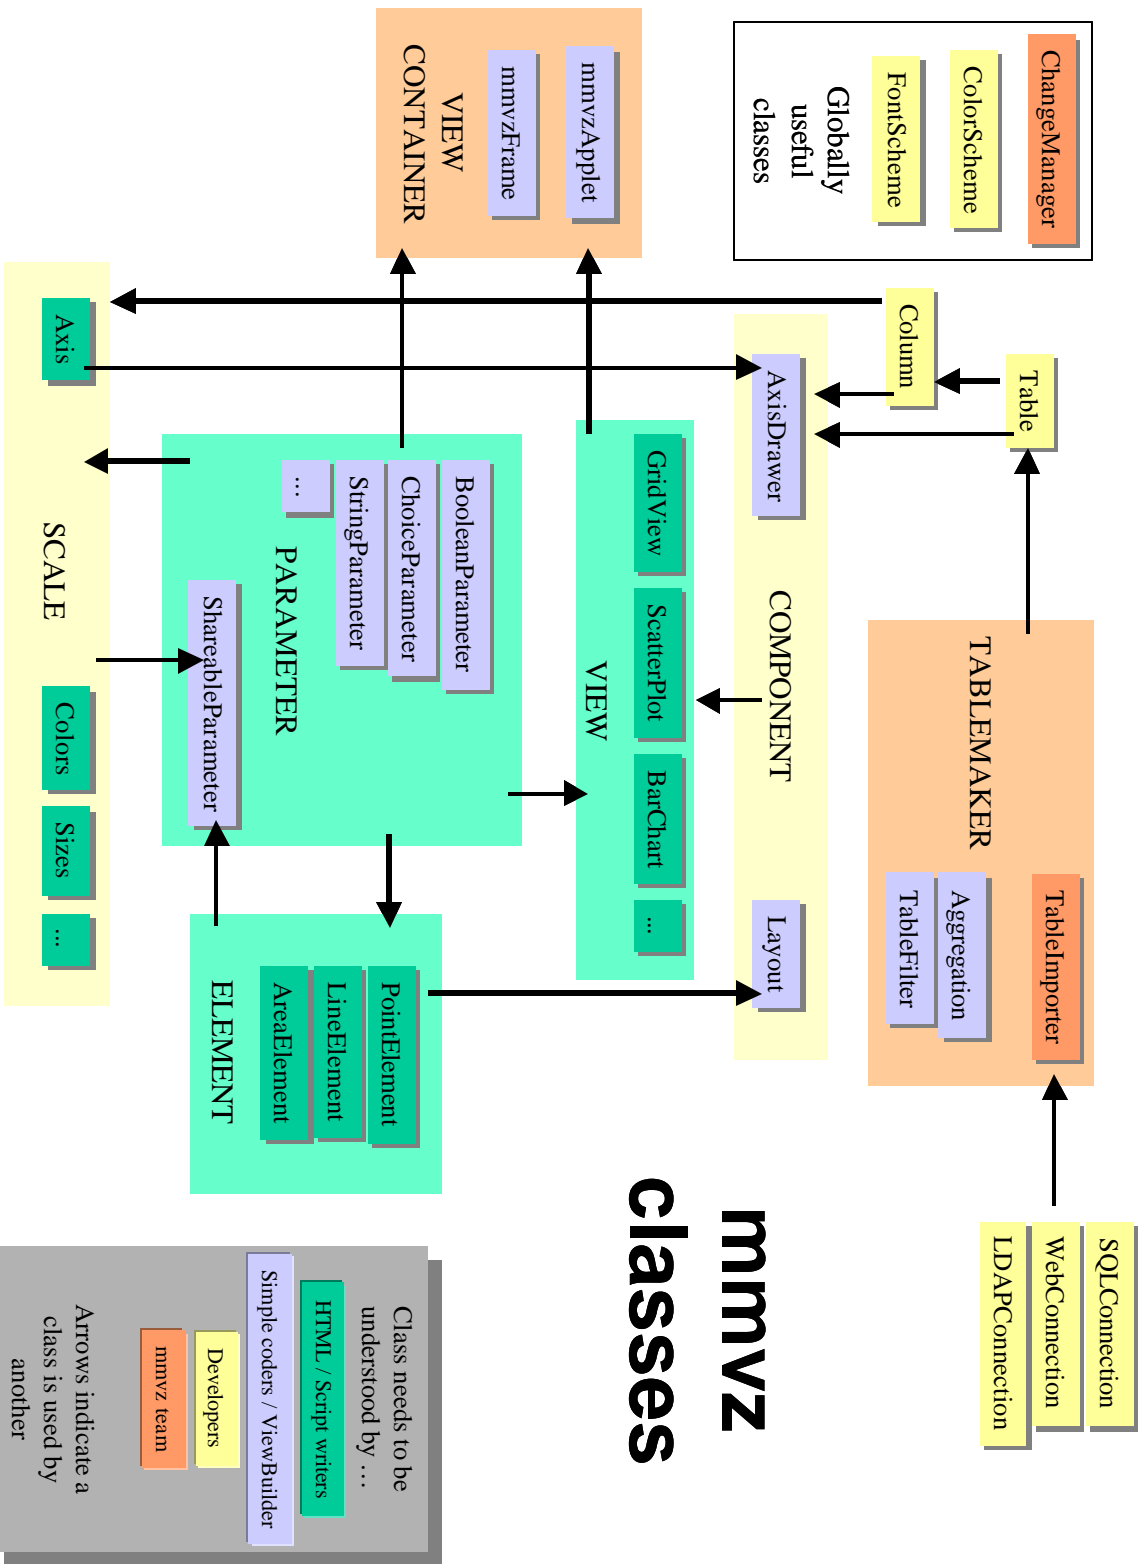 ChangeManager
ColorScheme
FontScheme
Globally
useful
classes
Table
Column
TABLEMAKER
TableImporter
Aggregation
TableFilter
SQLConnection
WebConnection
LDAPConnection
mmvzApplet
mmvzFrame
VIEW
CONTAINER
AxisDrawer
COMPONENT
Layout
mmvz
classes
GridView
ScatterPlot
BarChart
...
VIEW
BooleanParameter
ChoiceParameter
StringParameter
...
PARAMETER
ShareableParameter
PointElement
LineElement
AreaElement
ELEMENT
Axis
SCALE
Colors
Sizes
...
Class needs to be
understood by …
HTML / Script writers
Simple coders / ViewBuilder
Developers
mmvz team
Arrows indicate a
class is used by
another